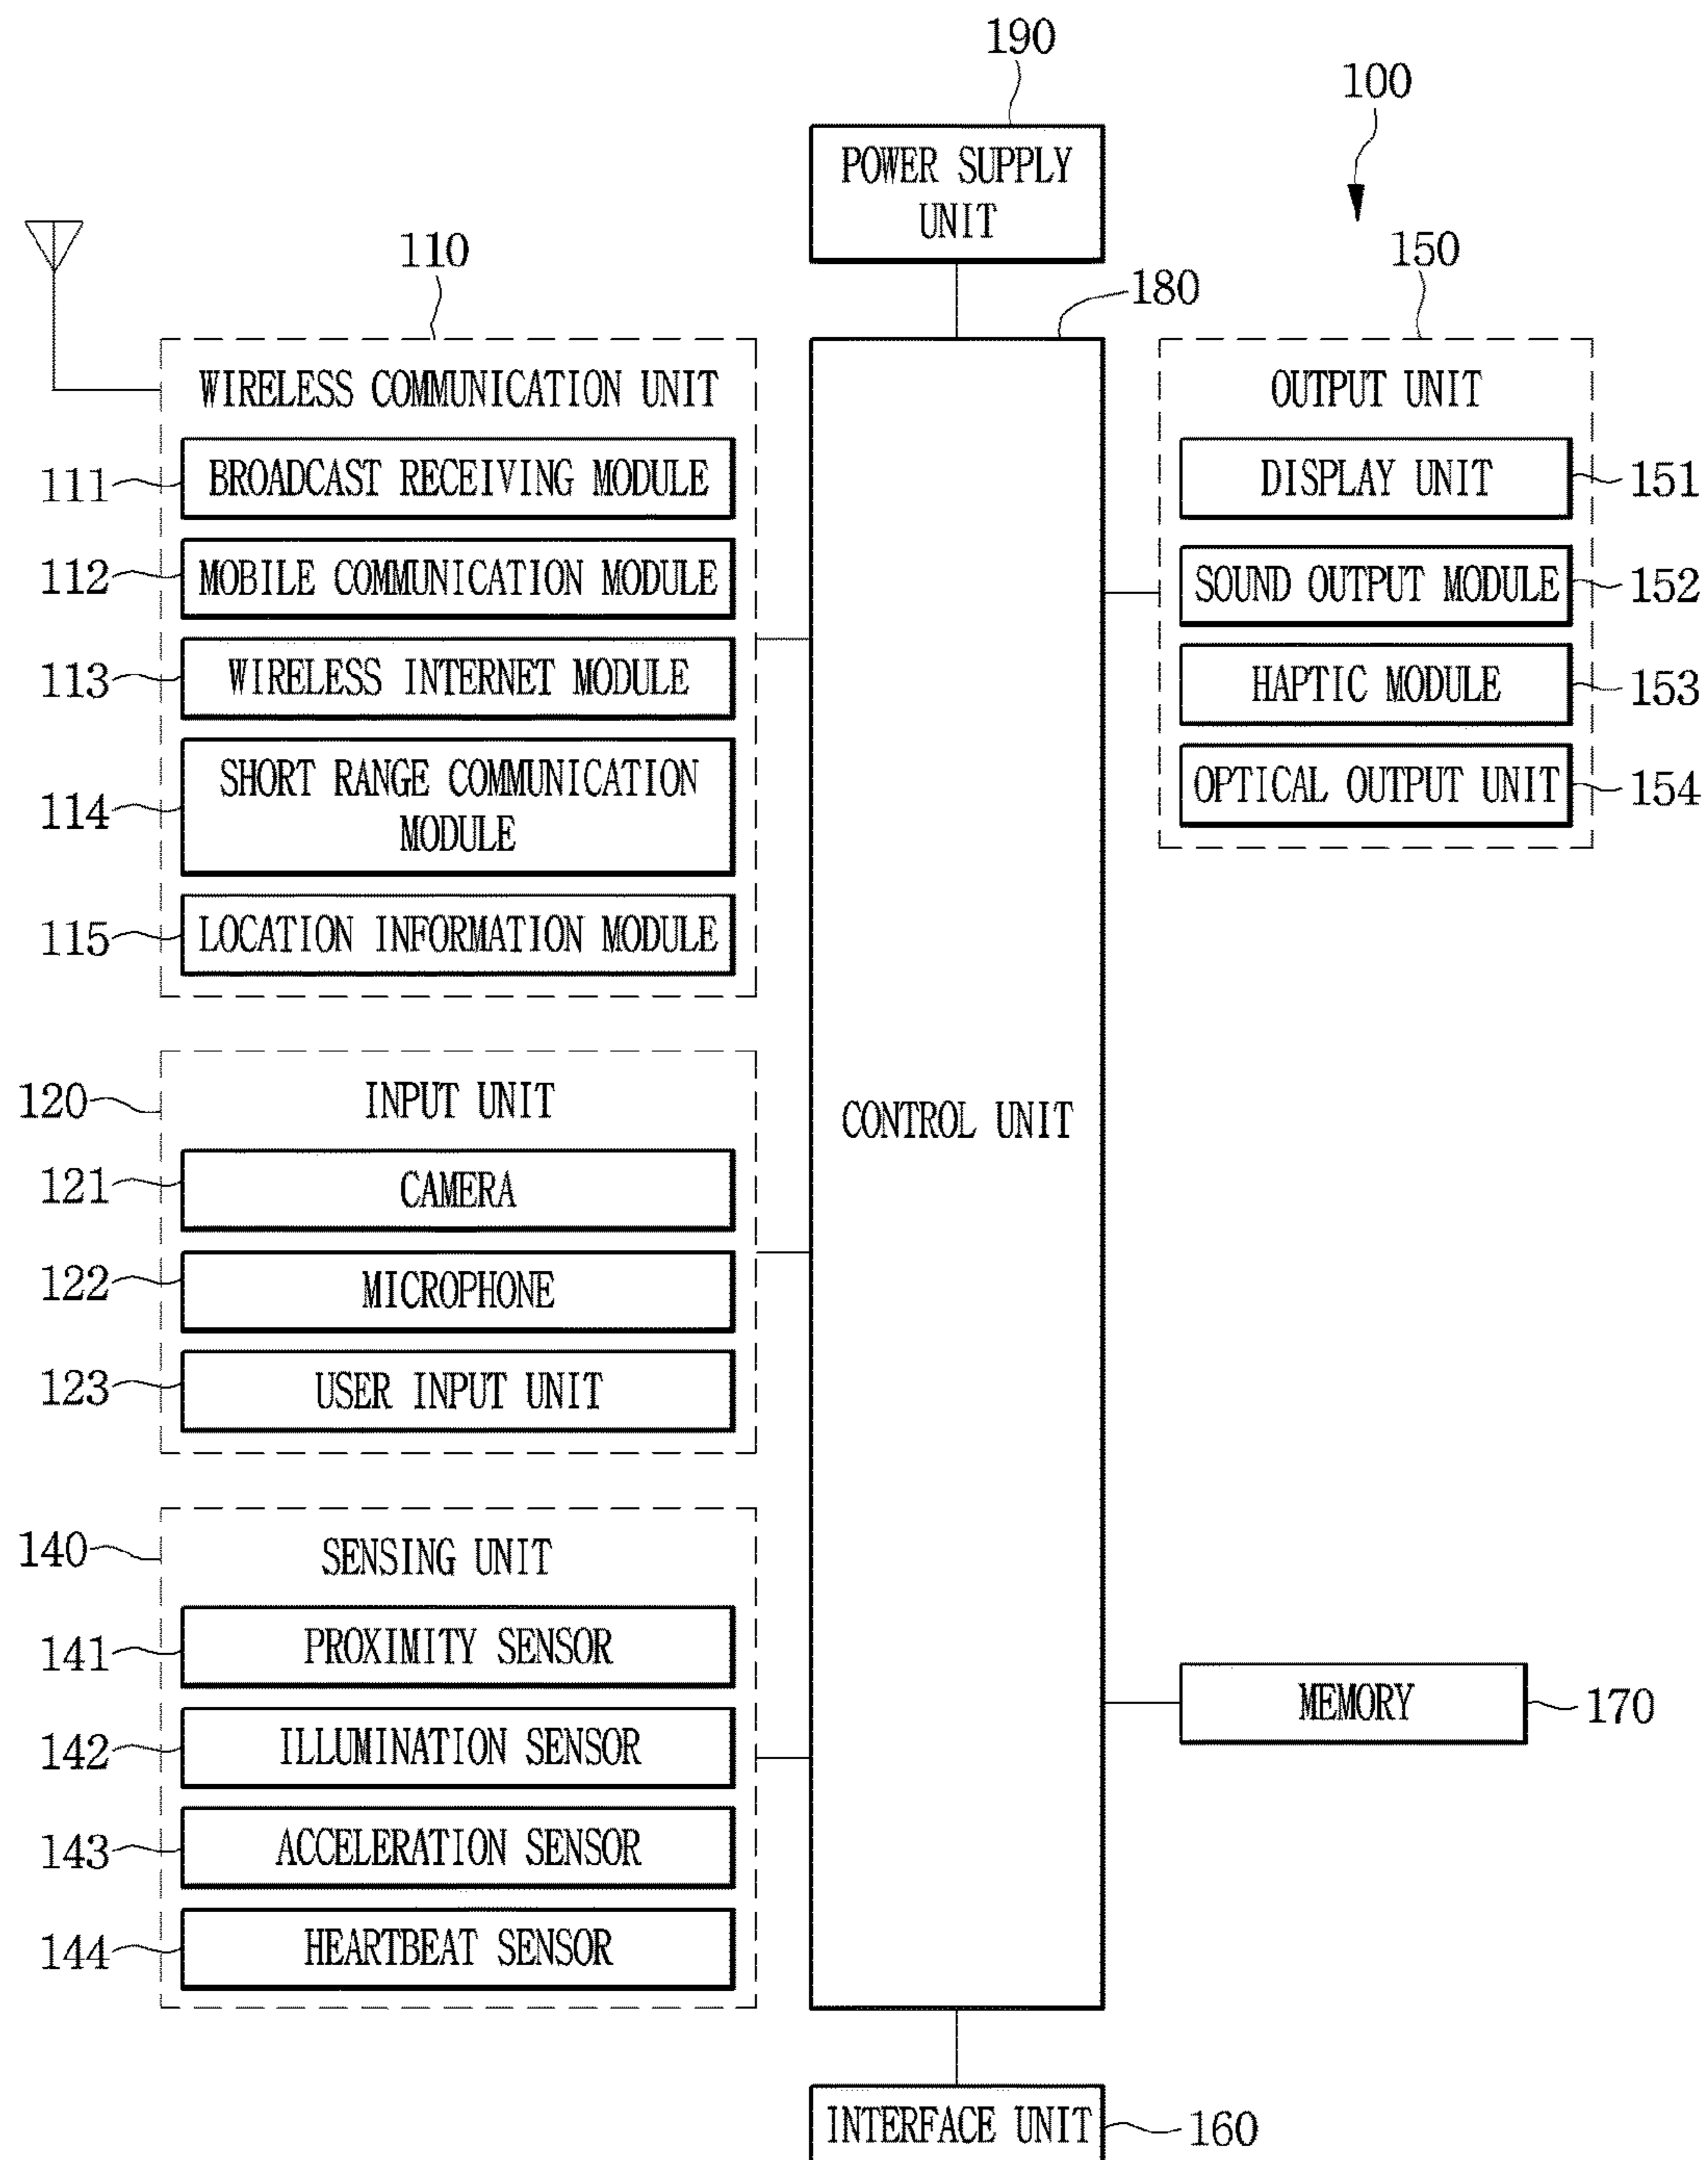 190
100
POWER SUPPLY
UNIT
110
150
180
WIRELESS COMMUNICATION UNIT
111
BROADCAST RECEIVING MODULE
112
MOBILE COMMUNICATION MODULE
113
WIRELESS INTERNET MODULE
114
SHORT RANGE COMMUNICATION
MODULE
115
LOCATION INFORMATION MODULE
OUTPUT UNIT
DISPLAY UNIT
151
SOUND OUTPUT MODULE
152
HAPTIC MODULE
153
OPTICAL OUTPUT UNIT
154
120
INPUT UNIT
121
CAMERA
122
MICROPHONE
123
USER INPUT UNIT
CONTROL UNIT
140
SENSING UNIT
141
PROXIMITY SENSOR
142
ILLUMINATION SENSOR
143
ACCELERATION SENSOR
144
HEARTBEAT SENSOR
MEMORY
170
INTERFACE UNIT
160